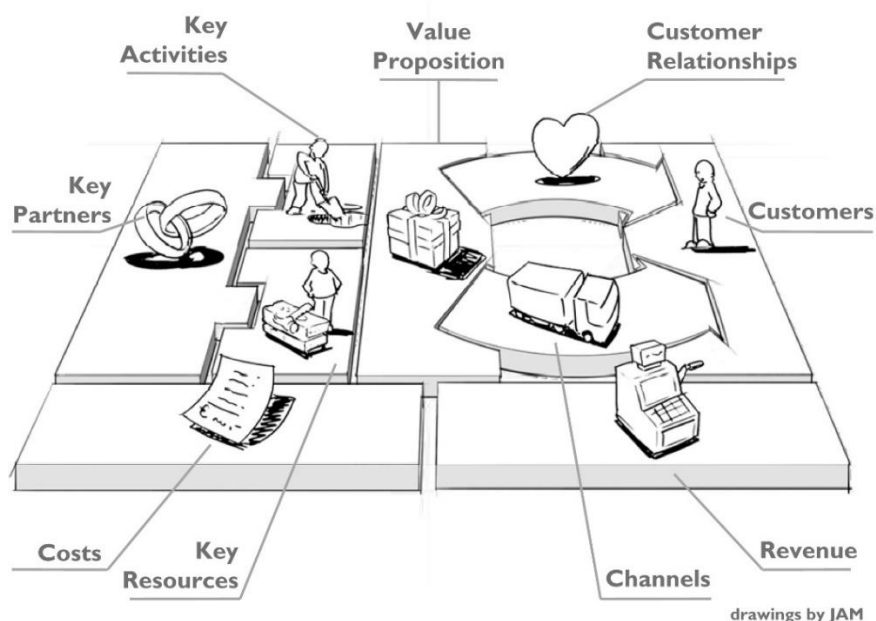 Key
Activities
Value
Proposition
Customer
Relationships
Key
Partners
Customers
Costs
Key
Resources
Channels
Revenue
drawings by JAM